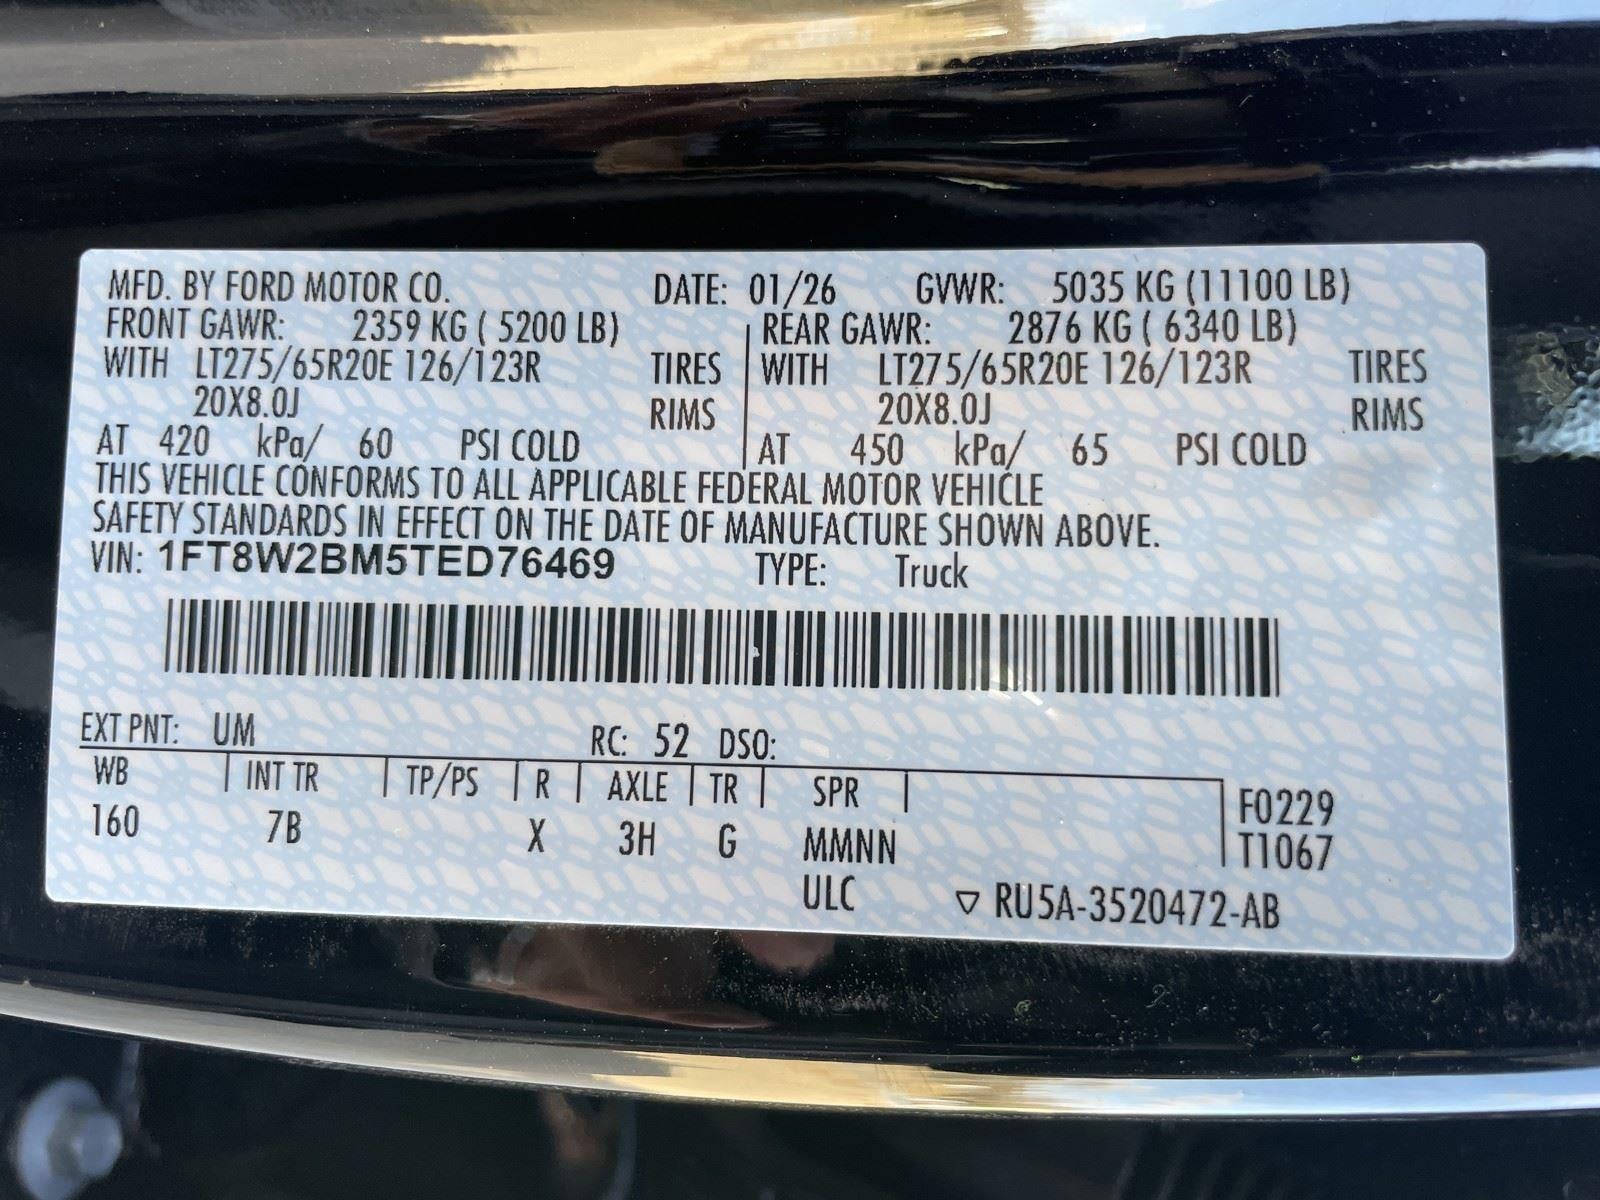 MFD. BY FORD MOTOR CO. DATE: 01/26 GVWR: 5035 KG (11100 LB)
FRONT GAWR: 2359 KG ( 5200 LB) REAR GAWR: 2876 KG ( 6340 LB)
WITH LT275/65R20E 126/123R TIRES WITH LT275/65R20E 126/123R TIRES
20X8.0J RIMS 20X8.0J RIMS
AT 420 kPa/ 60 PSI COLD AT 450 kPa/ 65 PSI COLD
THIS VEHICLE CONFORMS TO ALL APPLICABLE FEDERAL MOTOR VEHICLE
SAFETY STANDARDS IN EFFECT ON THE DATE OF MANUFACTURE SHOWN ABOVE.
VIN: 1FT8W2BM5TED76469 TYPE: Truck
EXT PNT: UM RC: 52 DSO:
WB INT TR TP/PS R AXLE TR SPR F0229
160 7B X 3H G MMNN T1067
ULC ▽ RU5A-3520472-AB